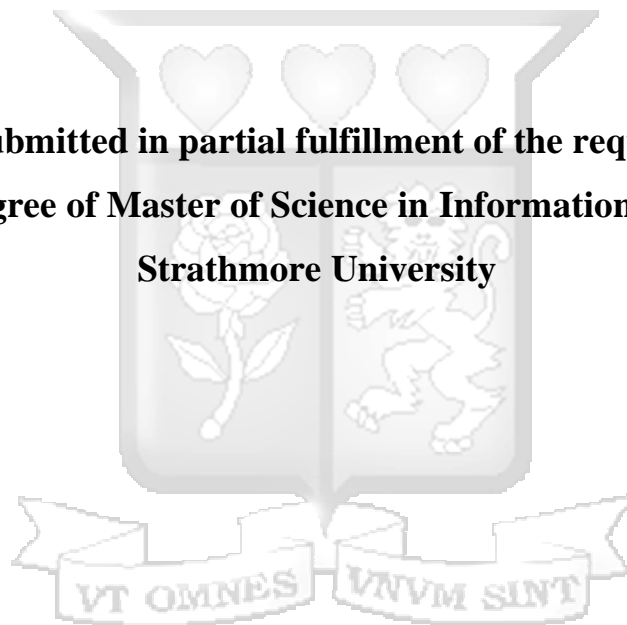 ubmitted in partial fulfillment of the req
gree of Master of Science in Information
Strathmore University
VT OMNES VNVM SINT